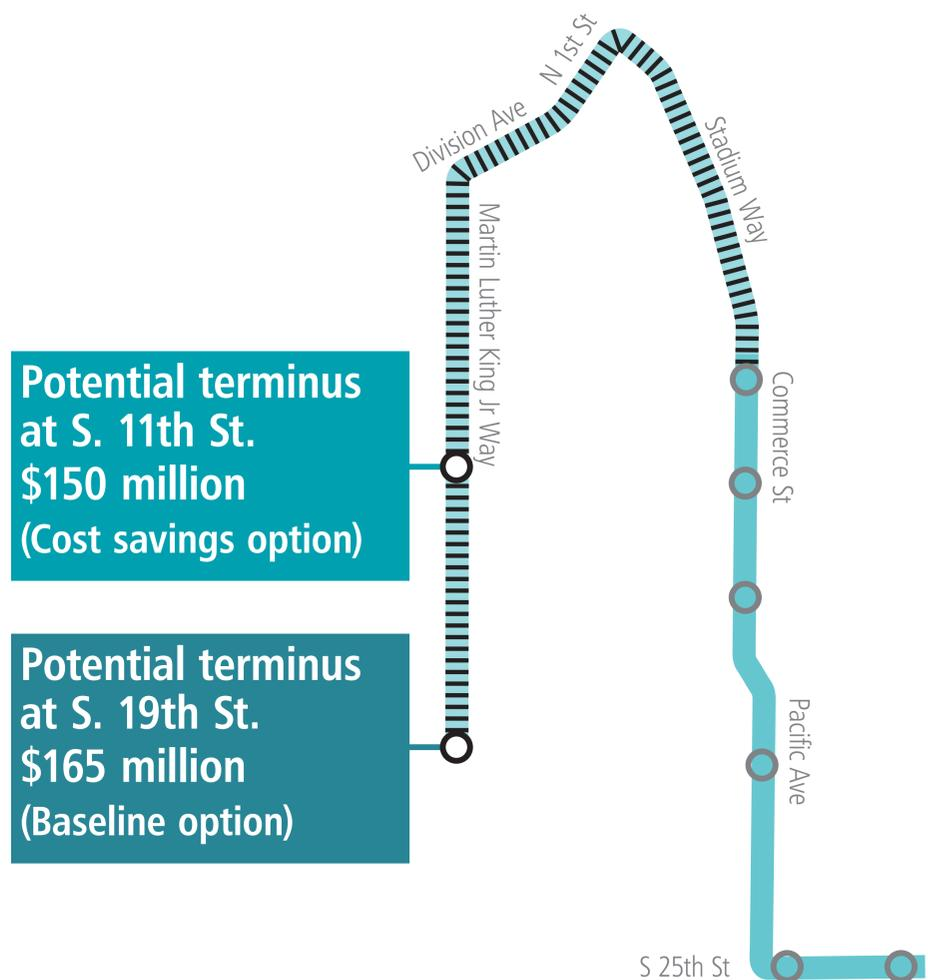 N 1st St
Division Ave
Stadium Way
Martin Luther King Jr Way
Potential terminus
at S. 11th St.
$150 million
(Cost savings option)
Commerce St
Potential terminus
at S. 19th St.
$165 million
(Baseline option)
Pacific Ave
S 25th St